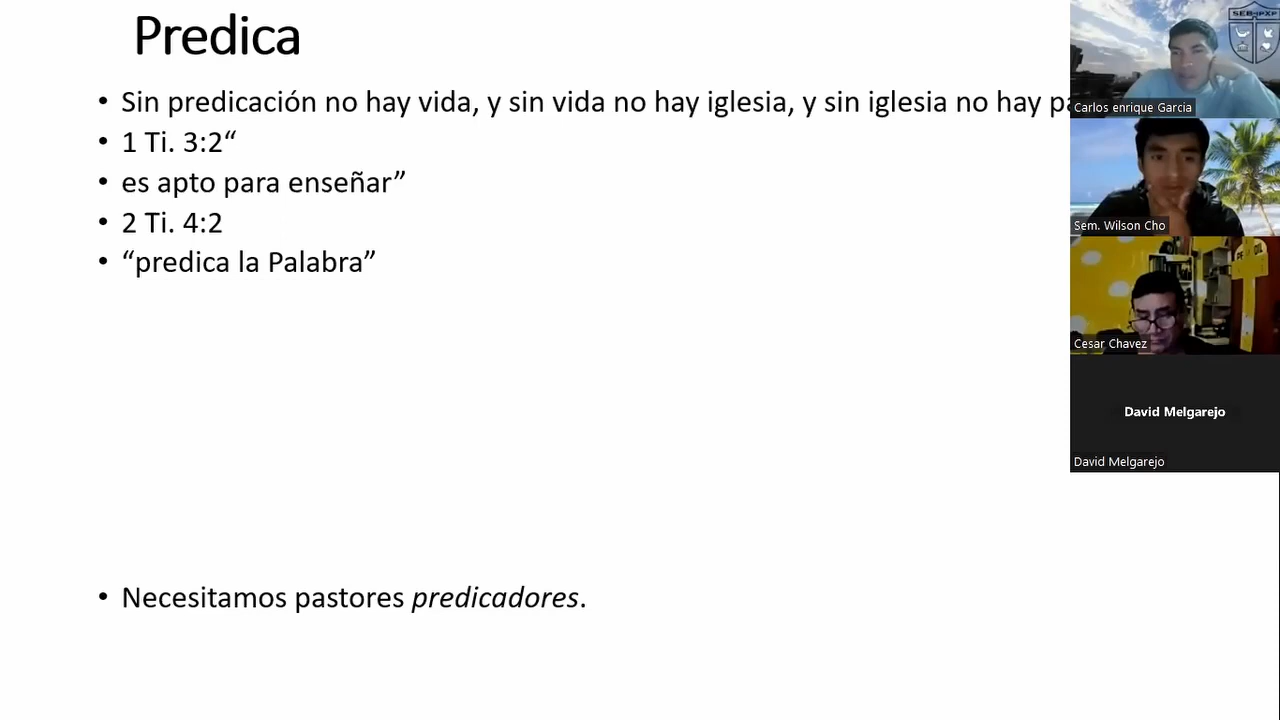 Predica
• Sin predicación no hay vida, y sin vida no hay iglesia, y sin iglesia no hay
• 1 Ti. 3:2“
• es apto para enseñar”
• 2 Ti. 4:2
• “predica la Palabra”
• Necesitamos pastores predicadores.
Carlos enrique Garcia
Sem. Wilson Cho
Cesar Chavez
David Melgarejo
David Melgarejo